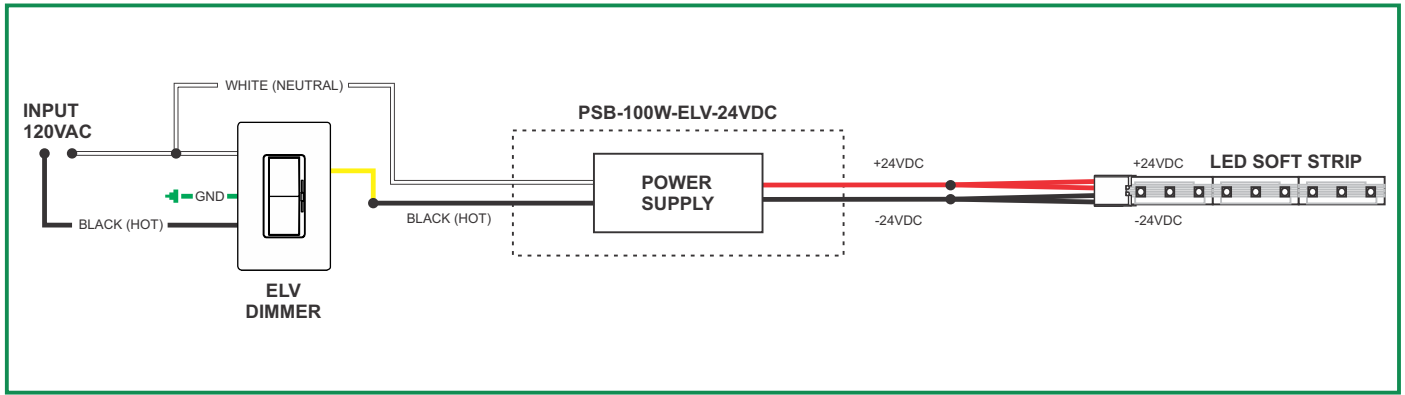 WHITE (NEUTRAL)
INPUT
120VAC
PSB-100W-ELV-24VDC
+24VDC
+24VDC
LED SOFT STRIP
POWER
SUPPLY
GND
BLACK (HOT)
BLACK (HOT)
-24VDC
-24VDC
ELV
DIMMER